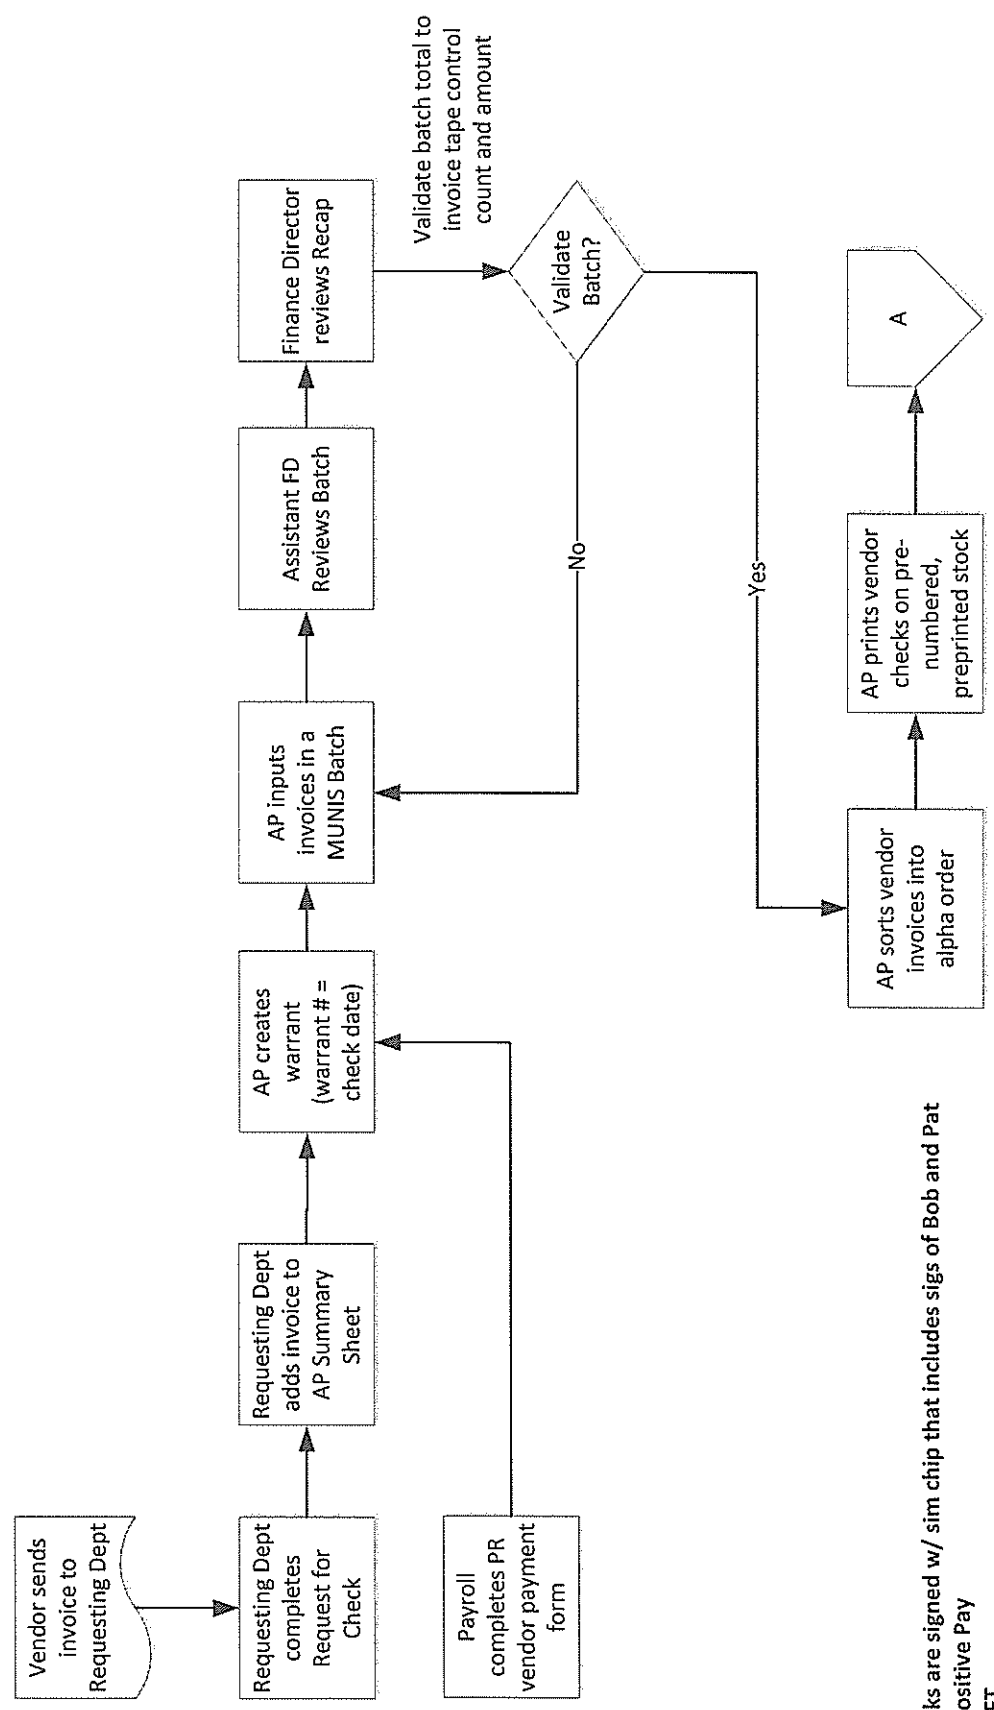 Vendor sends
invoice to
Requesting Dept
Requesting Dept
completes
Request for
Check
Requesting Dept
adds invoice to
AP Summary
Sheet
AP creates
warrant
(warrant # =
check date)
AP inputs
invoices in a
MUNIS Batch
Assistant FD
Reviews Batch
Finance Director
reviews Recap
Validate batch total to
invoice tape control
count and amount
Validate
Batch?
No
Yes
Payroll
completes PR
vendor payment
form
AP sorts vendor
invoices into
alpha order
AP prints vendor
checks on pre-
numbered,
preprinted stock
A
ks are signed w/ sim chip that includes sigs of Bob and Pat
ositive Pay